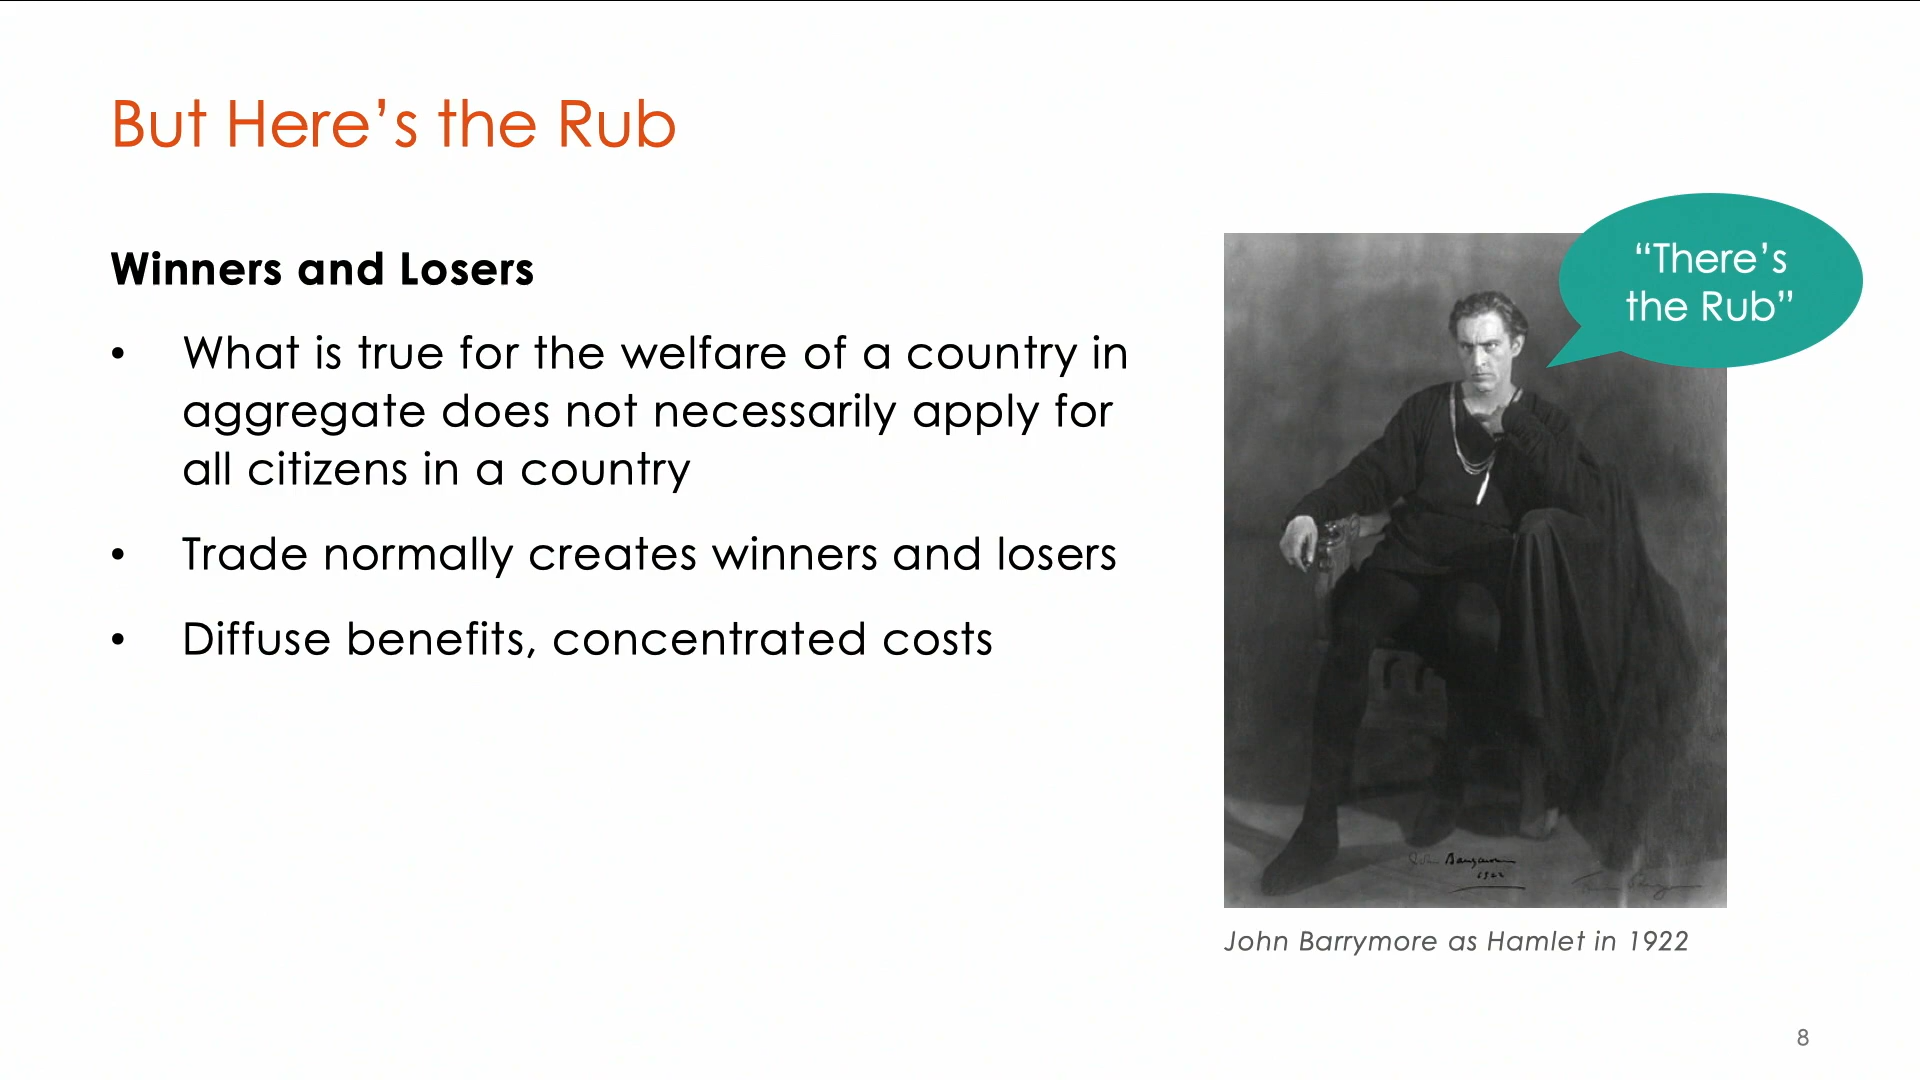 But Here’s the Rub
Winners and Losers
• What is true for the welfare of a country in
aggregate does not necessarily apply for
all citizens in a country
• Trade normally creates winners and losers
• Diffuse benefits, concentrated costs
“There’s
the Rub”
1922
John Barrymore as Hamlet in 1922
8